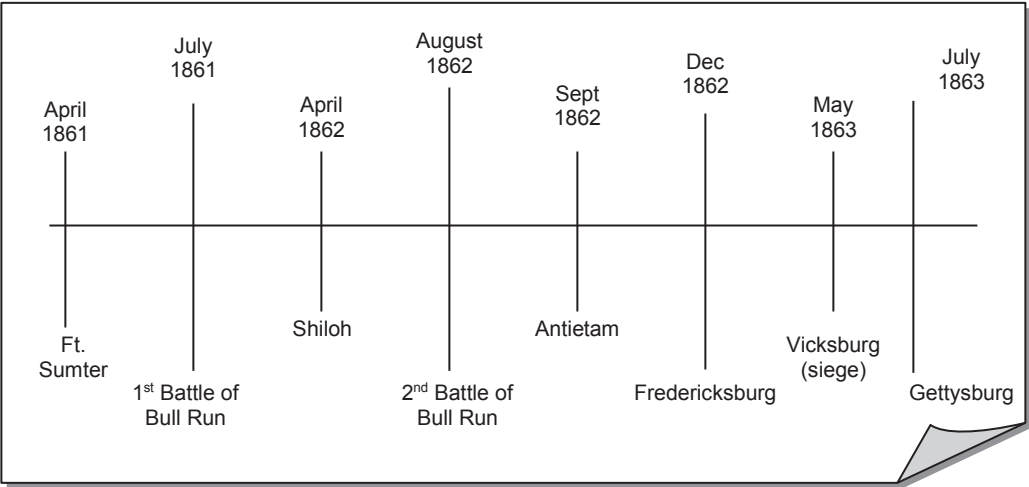 April
1861
July
1861
April
1862
August
1862
Sept
1862
Dec
1862
May
1863
July
1863
Ft.
Sumter
1st Battle of
Bull Run
Shiloh
2nd Battle of
Bull Run
Antietam
Fredericksburg
Vicksburg
(siege)
Gettysburg